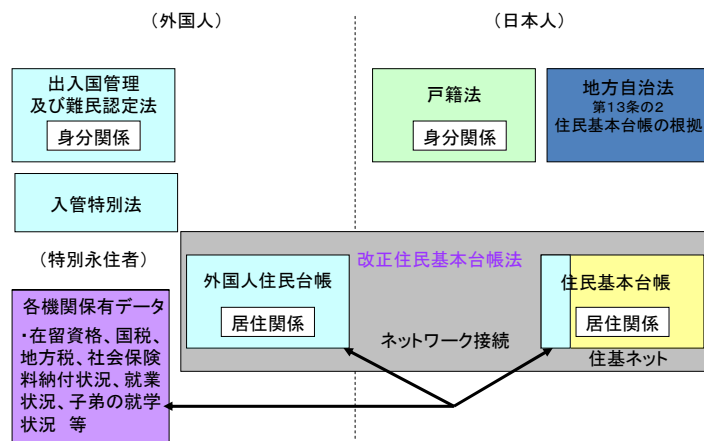 （外国人）
（日本人）
出入国管理
及び難民認定法
身分関係
戸籍法
身分関係
地方自治法
第13条の2
住民基本台帳の根拠
入管特別法
（特別永住者）
改正住民基本台帳法
外国人住民台帳
居住関係
住民基本台帳
居住関係
ネットワーク接続
住基ネット
各機関保有データ
・在留資格、国税、
地方税、社会保険
料納付状況、就業
状況、子弟の就学
状況　等